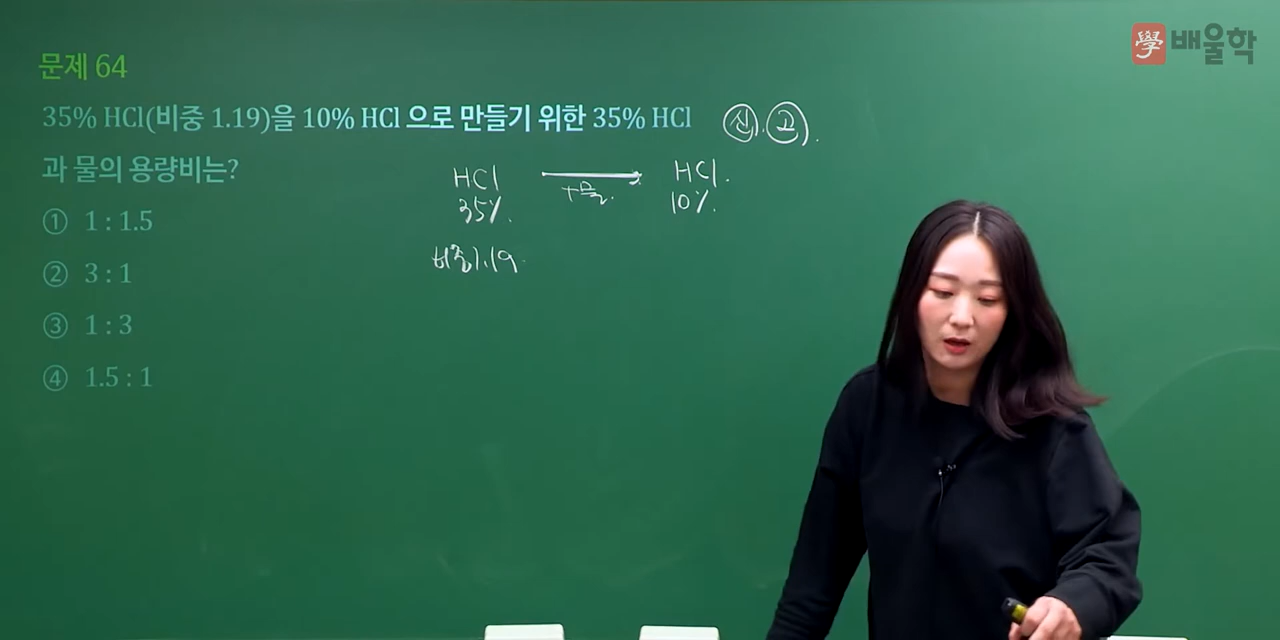 學 배울학
문제 64
35% HCl(비중 1.19)을 10% HCl 으로 만들기 위한 35% HCl
신. 고.
과 물의 용량비는?
HCl HCl.
+물.
35%. 10%.
비중1.19.
① 1 : 1.5
② 3 : 1
③ 1 : 3
④ 1.5 : 1